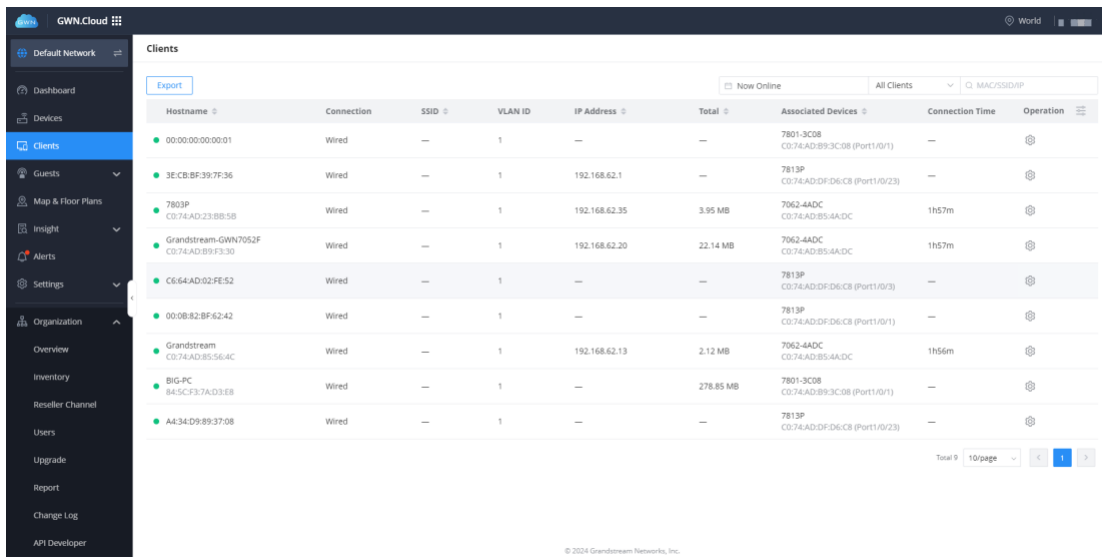 GWN GWN.Cloud World
Default Network
Clients
Dashboard
Devices
Clients
Guests
Map & Floor Plans
Insight
Alerts
Settings
Organization
Overview
Inventory
Reseller Channel
Users
Upgrade
Report
Change Log
API Developer
Export Now Online All Clients MAC/SSID/IP
Hostname Connection SSID VLAN ID IP Address Total Associated Devices Connection Time Operation
00:00:00:00:00:01 Wired — 1 — — 7801-3C08 —
C0:74:AD:B9:3C:08 (Port1/0/1)
3E:CB:BF:39:7F:36 Wired — 1 192.168.62.1 — 7813P —
C0:74:AD:DF:D6:C8 (Port1/0/23)
7803P Wired — 1 192.168.62.35 3.95 MB 7062-4ADC 1h57m
C0:74:AD:23:BB:5B C0:74:AD:B5:4A:DC
Grandstream-GWN7052F Wired — 1 192.168.62.20 22.14 MB 7062-4ADC 1h57m
C0:74:AD:B9:F3:30 C0:74:AD:B5:4A:DC
C6:64:AD:02:FE:52 Wired — 1 — — 7813P —
C0:74:AD:DF:D6:C8 (Port1/0/3)
00:0B:82:BF:62:42 Wired — 1 — — 7813P —
C0:74:AD:DF:D6:C8 (Port1/0/1)
Grandstream Wired — 1 192.168.62.13 2.12 MB 7062-4ADC 1h56m
C0:74:AD:85:56:4C C0:74:AD:B5:4A:DC
BIG-PC Wired — 1 — 278.85 MB 7801-3C08 —
84:5C:F3:7A:D3:E8 C0:74:AD:B9:3C:08 (Port1/0/1)
A4:34:D9:89:37:08 Wired — 1 — — 7813P —
C0:74:AD:DF:D6:C8 (Port1/0/23)
Total 9 10/page < 1 >
© 2024 Grandstream Networks, Inc.